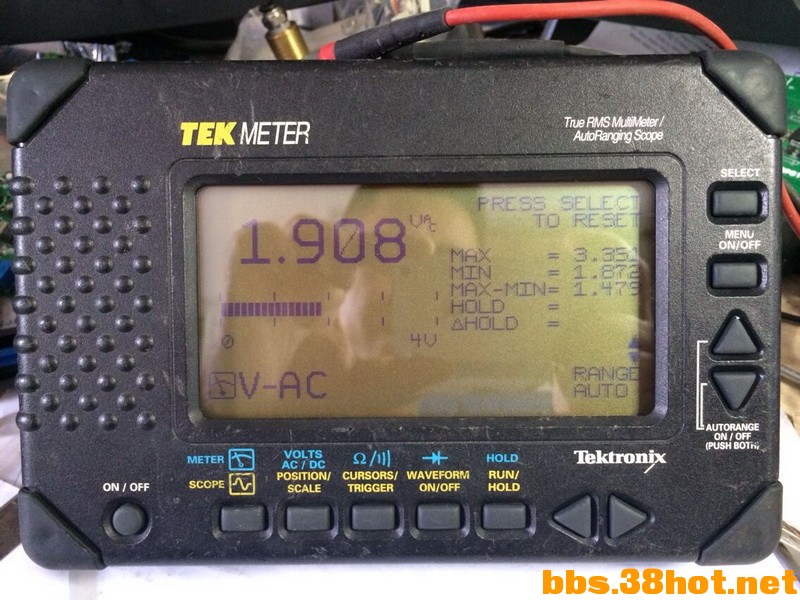 TEK METER
True RMS MultiMeter/
AutoRanging Scope
PRESS SELECT
TO RESET
1.908 VAC
MAX = 3.351
MIN = 1.872
MAX-MIN= 1.479
HOLD =
ΔHOLD =
0 4V
V-AC
RANGE
AUTO
SELECT
MENU
ON/OFF
AUTORANGE
ON / OFF
(PUSH BOTH)
Tektronix
ON / OFF
METER
SCOPE
VOLTS
AC / DC
POSITION/
SCALE
Ω/
CURSORS/
TRIGGER
WAVEFORM
ON/OFF
HOLD
RUN/
HOLD
bbs.38hot.net